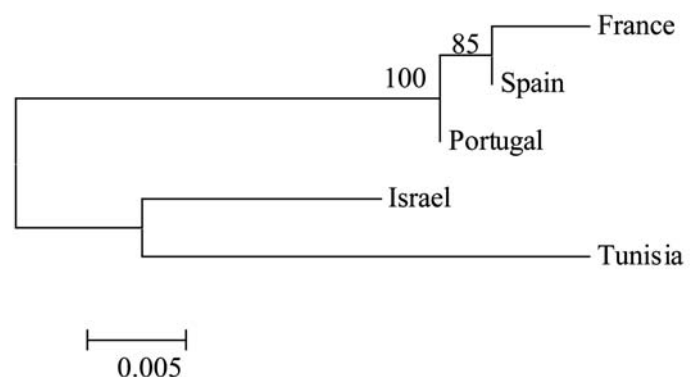 France
85
Spain
100
Portugal
Israel
Tunisia
0.005